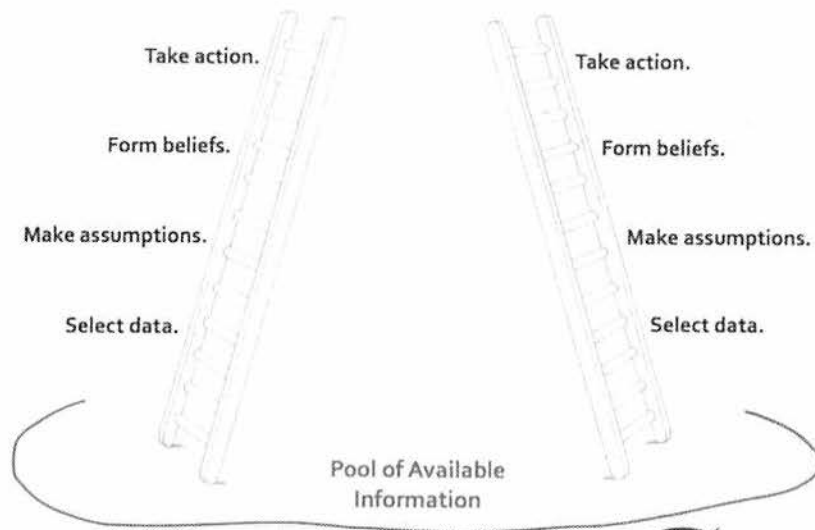 Take action.
Form beliefs.
Make assumptions.
Select data.
Take action.
Form beliefs.
Make assumptions.
Select data.
Pool of Available
Information